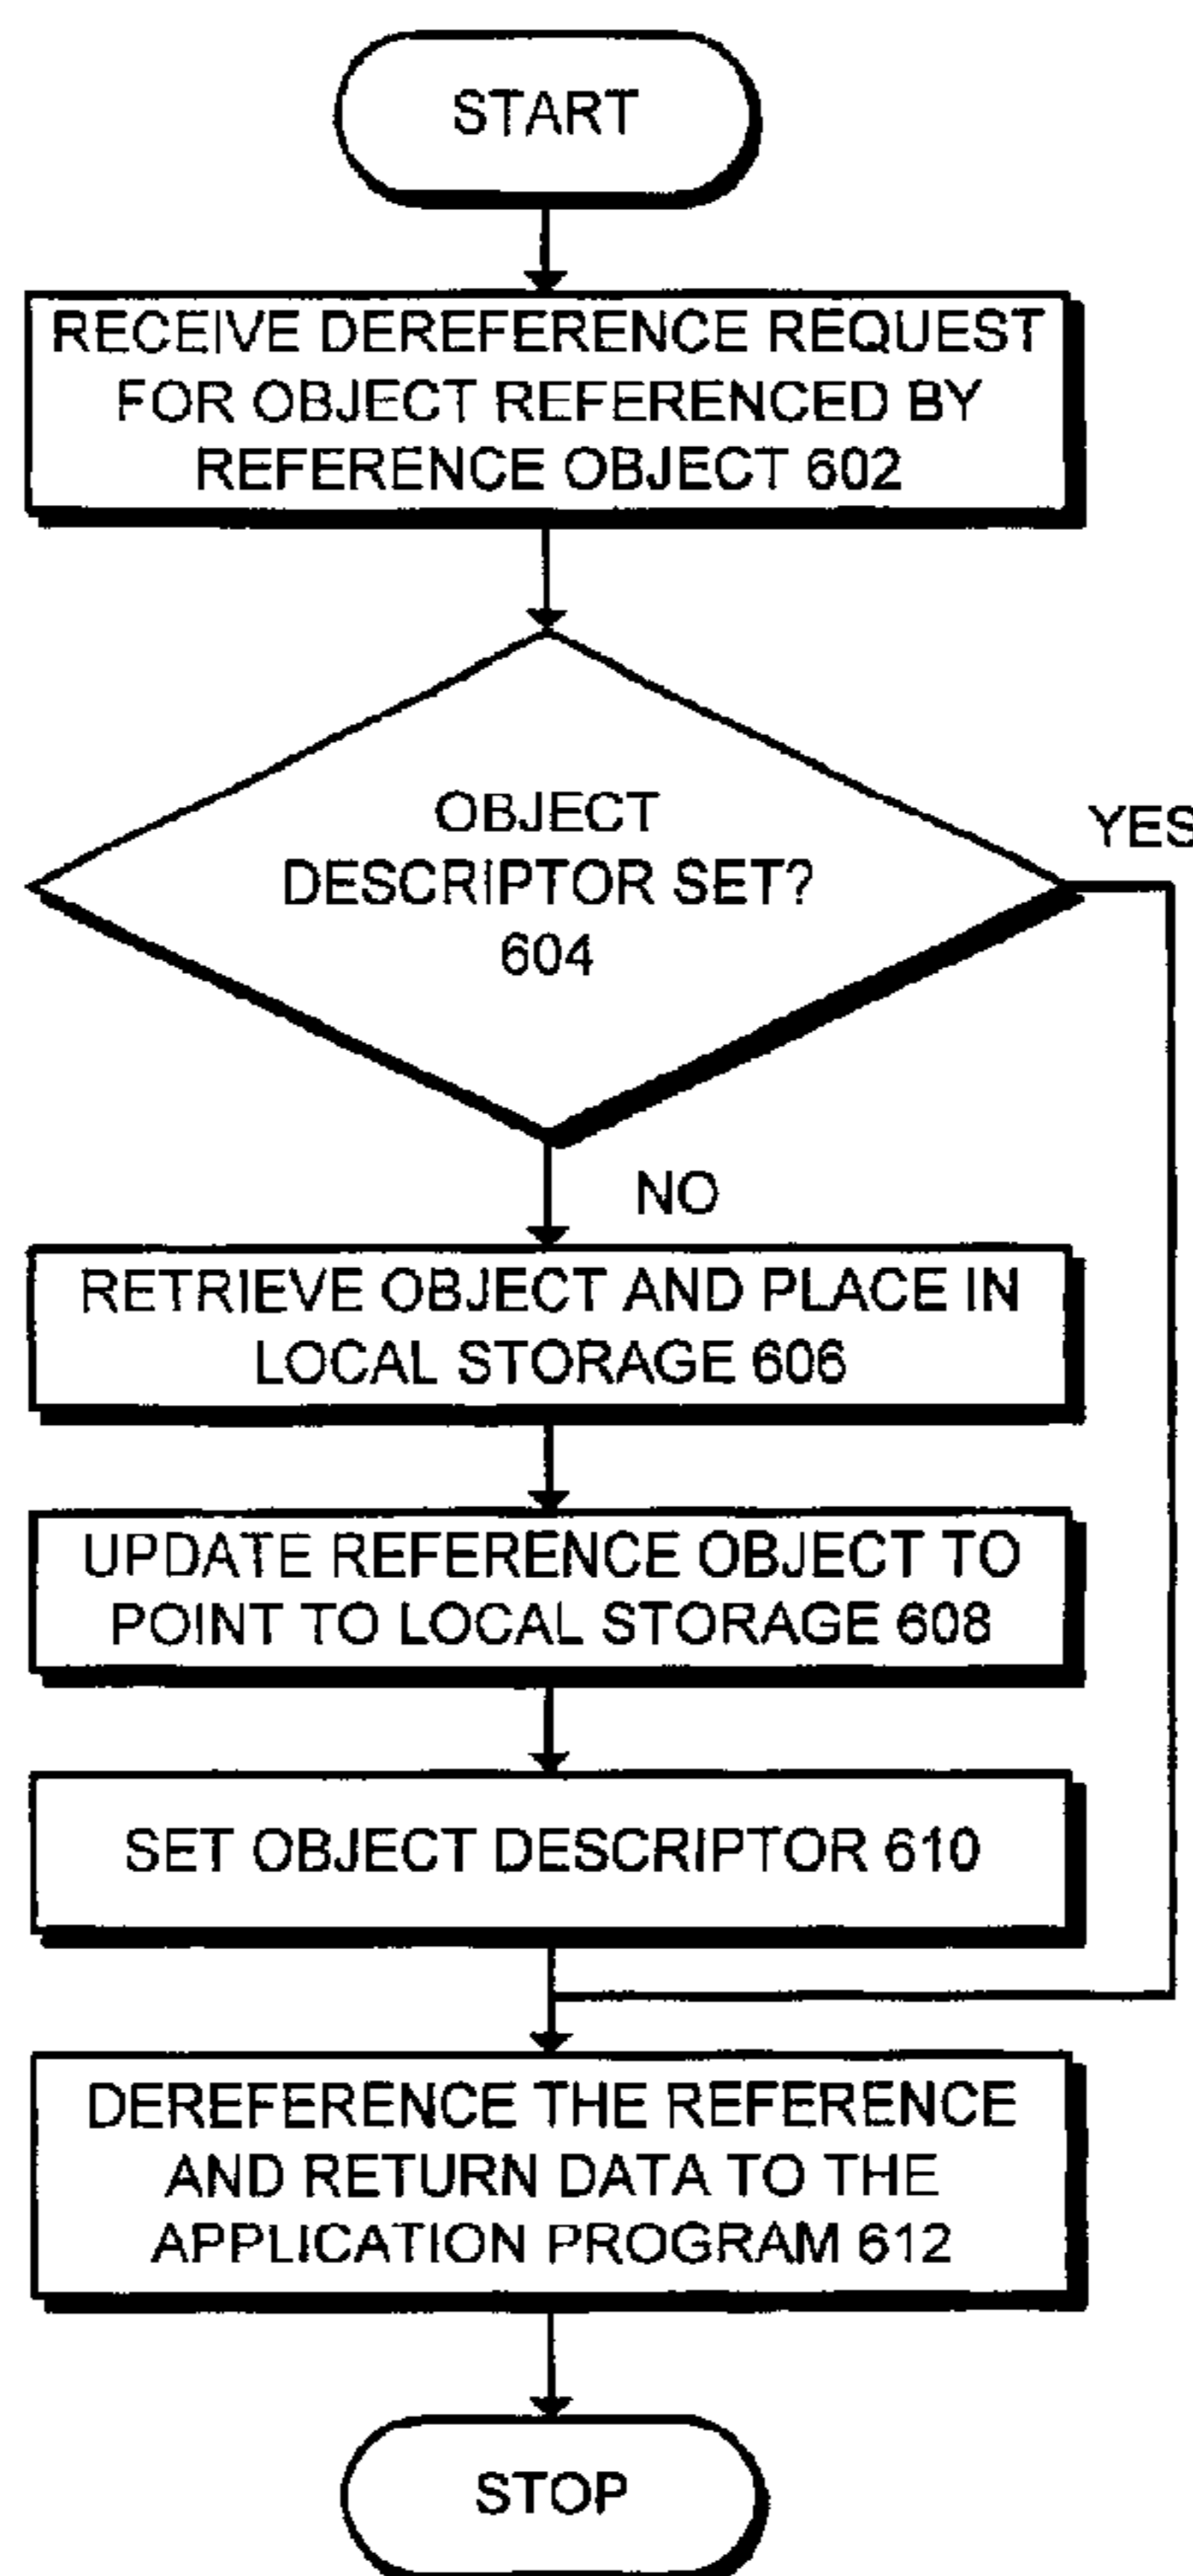 START
RECEIVE DEREFERENCE REQUEST
FOR OBJECT REFERENCED BY
REFERENCE OBJECT 602
OBJECT
DESCRIPTOR SET?
604
YES
NO
RETRIEVE OBJECT AND PLACE IN
LOCAL STORAGE 606
UPDATE REFERENCE OBJECT TO
POINT TO LOCAL STORAGE 608
SET OBJECT DESCRIPTOR 610
DEREFERENCE THE REFERENCE
AND RETURN DATA TO THE
APPLICATION PROGRAM 612
STOP